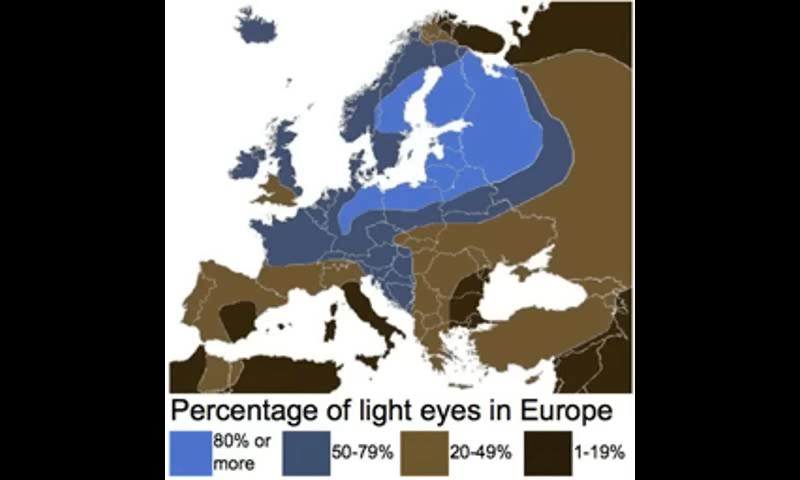 Percentage of light eyes in Europe
80% or
more
50-79%
20-49%
1-19%